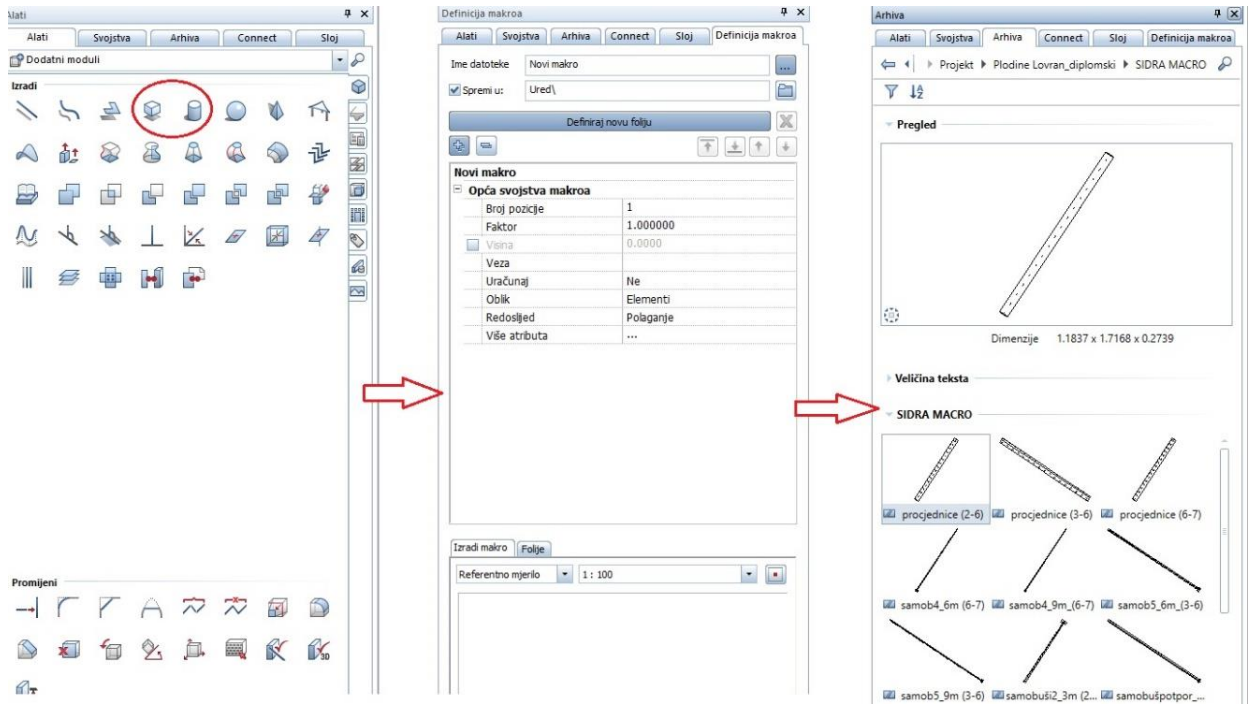 Alati
Alati Svojstva Arhiva Connect Sloj
Dodatni moduli
Izradi
3D
Promijeni
3D
T
Definicija makroa
Alati Svojstva Arhiva Connect Sloj Definicija makroa
Ime datoteke Novi makro ...
Spremi u: Ured\
Definiraj novu foliju
Novi makro
Opća svojstva makroa
Broj pozicije 1
Faktor 1.000000
Visina 0.0000
Veza
Uračunaj Ne
Oblik Elementi
Redoslijed Polaganje
Više atributa ...
Izradi makro Folije
Referentno mjerilo 1 : 100
Arhiva
Alati Svojstva Arhiva Connect Sloj Definicija makroa
Projekt Plodine Lovran_diplomski SIDRA MACRO
Pregled
Dimenzije 1.1837 x 1.7168 x 0.2739
Veličina teksta
SIDRA MACRO
procjednice (2-6) procjednice (3-6) procjednice (6-7)
samob4_6m (6-7) samob4_9m_(6-7) samob5_6m_(3-6)
samob5_9m (3-6) samobuši2_3m (2... samobušpotpor_...